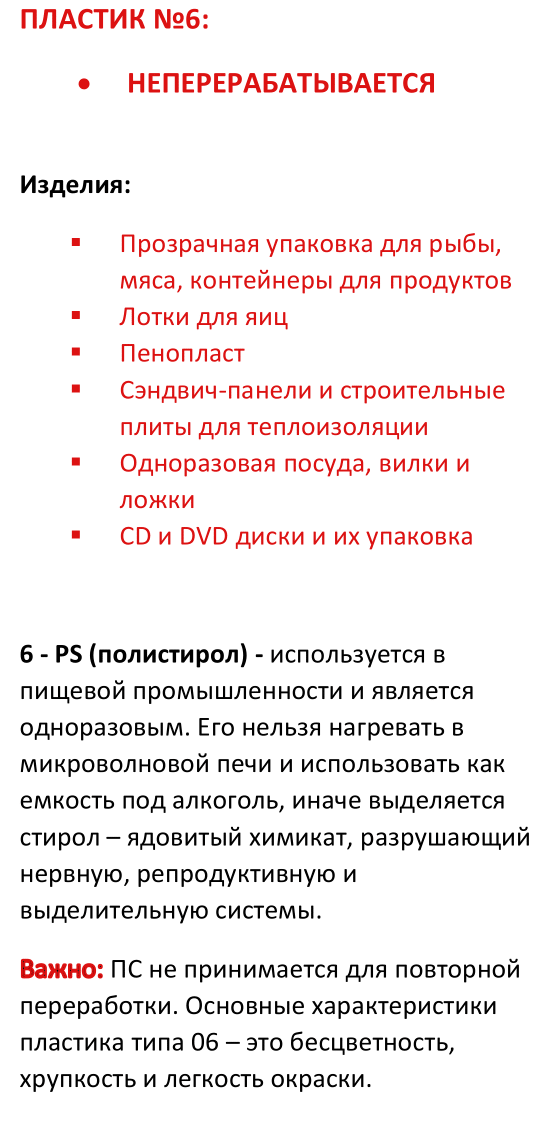 ПЛАСТИК №6:
• НЕПЕРЕРАБАТЫВАЕТСЯ
Изделия:
▪ Прозрачная упаковка для рыбы,
мяса, контейнеры для продуктов
▪ Лотки для яиц
▪ Пенопласт
▪ Сэндвич-панели и строительные
плиты для теплоизоляции
▪ Одноразовая посуда, вилки и
ложки
▪ CD и DVD диски и их упаковка
6 - PS (полистирол) - используется в
пищевой промышленности и является
одноразовым. Его нельзя нагревать в
микроволновой печи и использовать как
емкость под алкоголь, иначе выделяется
стирол – ядовитый химикат, разрушающий
нервную, репродуктивную и
выделительную системы.
Важно: ПС не принимается для повторной
переработки. Основные характеристики
пластика типа 06 – это бесцветность,
хрупкость и легкость окраски.